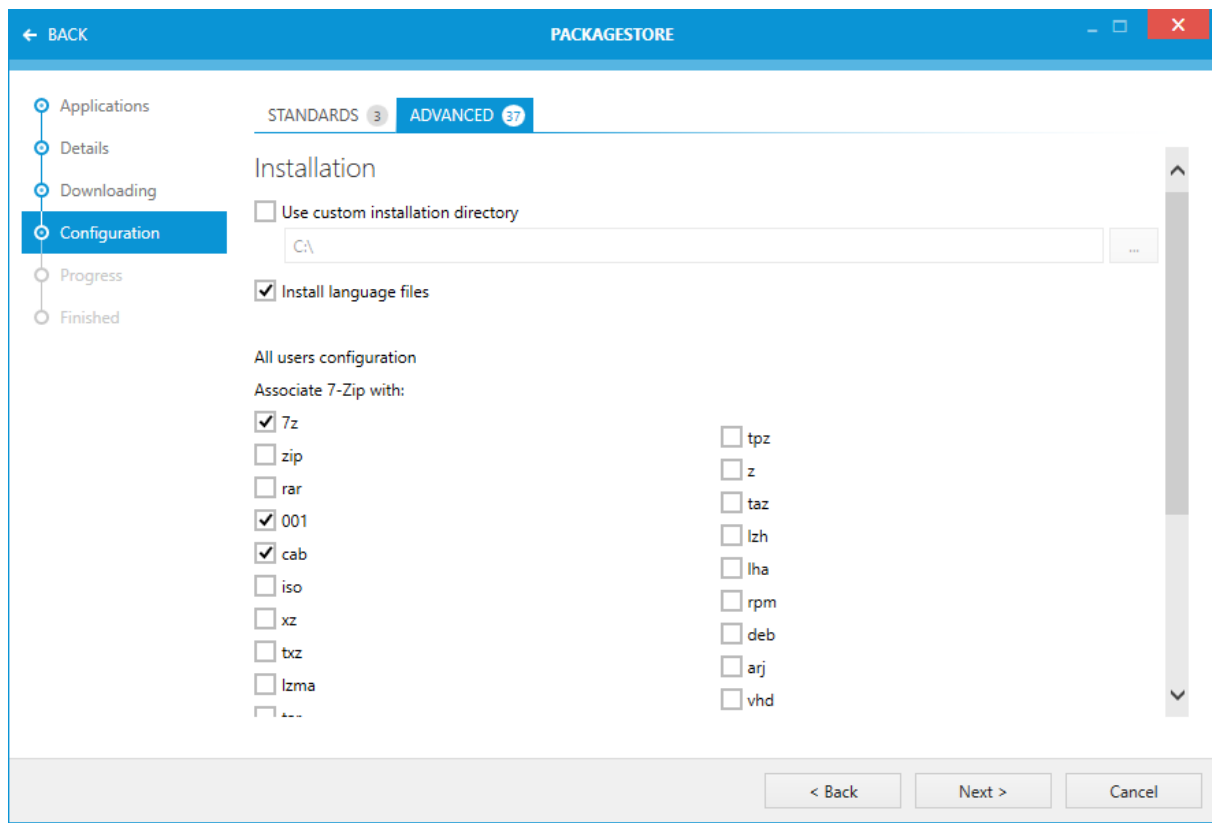 ← BACK
PACKAGESTORE
Applications
Details
Downloading
Configuration
Progress
Finished
STANDARDS 3
ADVANCED 37
Installation
Use custom installation directory
C:\
...
Install language files
All users configuration
Associate 7-Zip with:
7z
zip
rar
001
cab
iso
xz
txz
lzma
tpz
z
taz
lzh
lha
rpm
deb
arj
vhd
< Back
Next >
Cancel